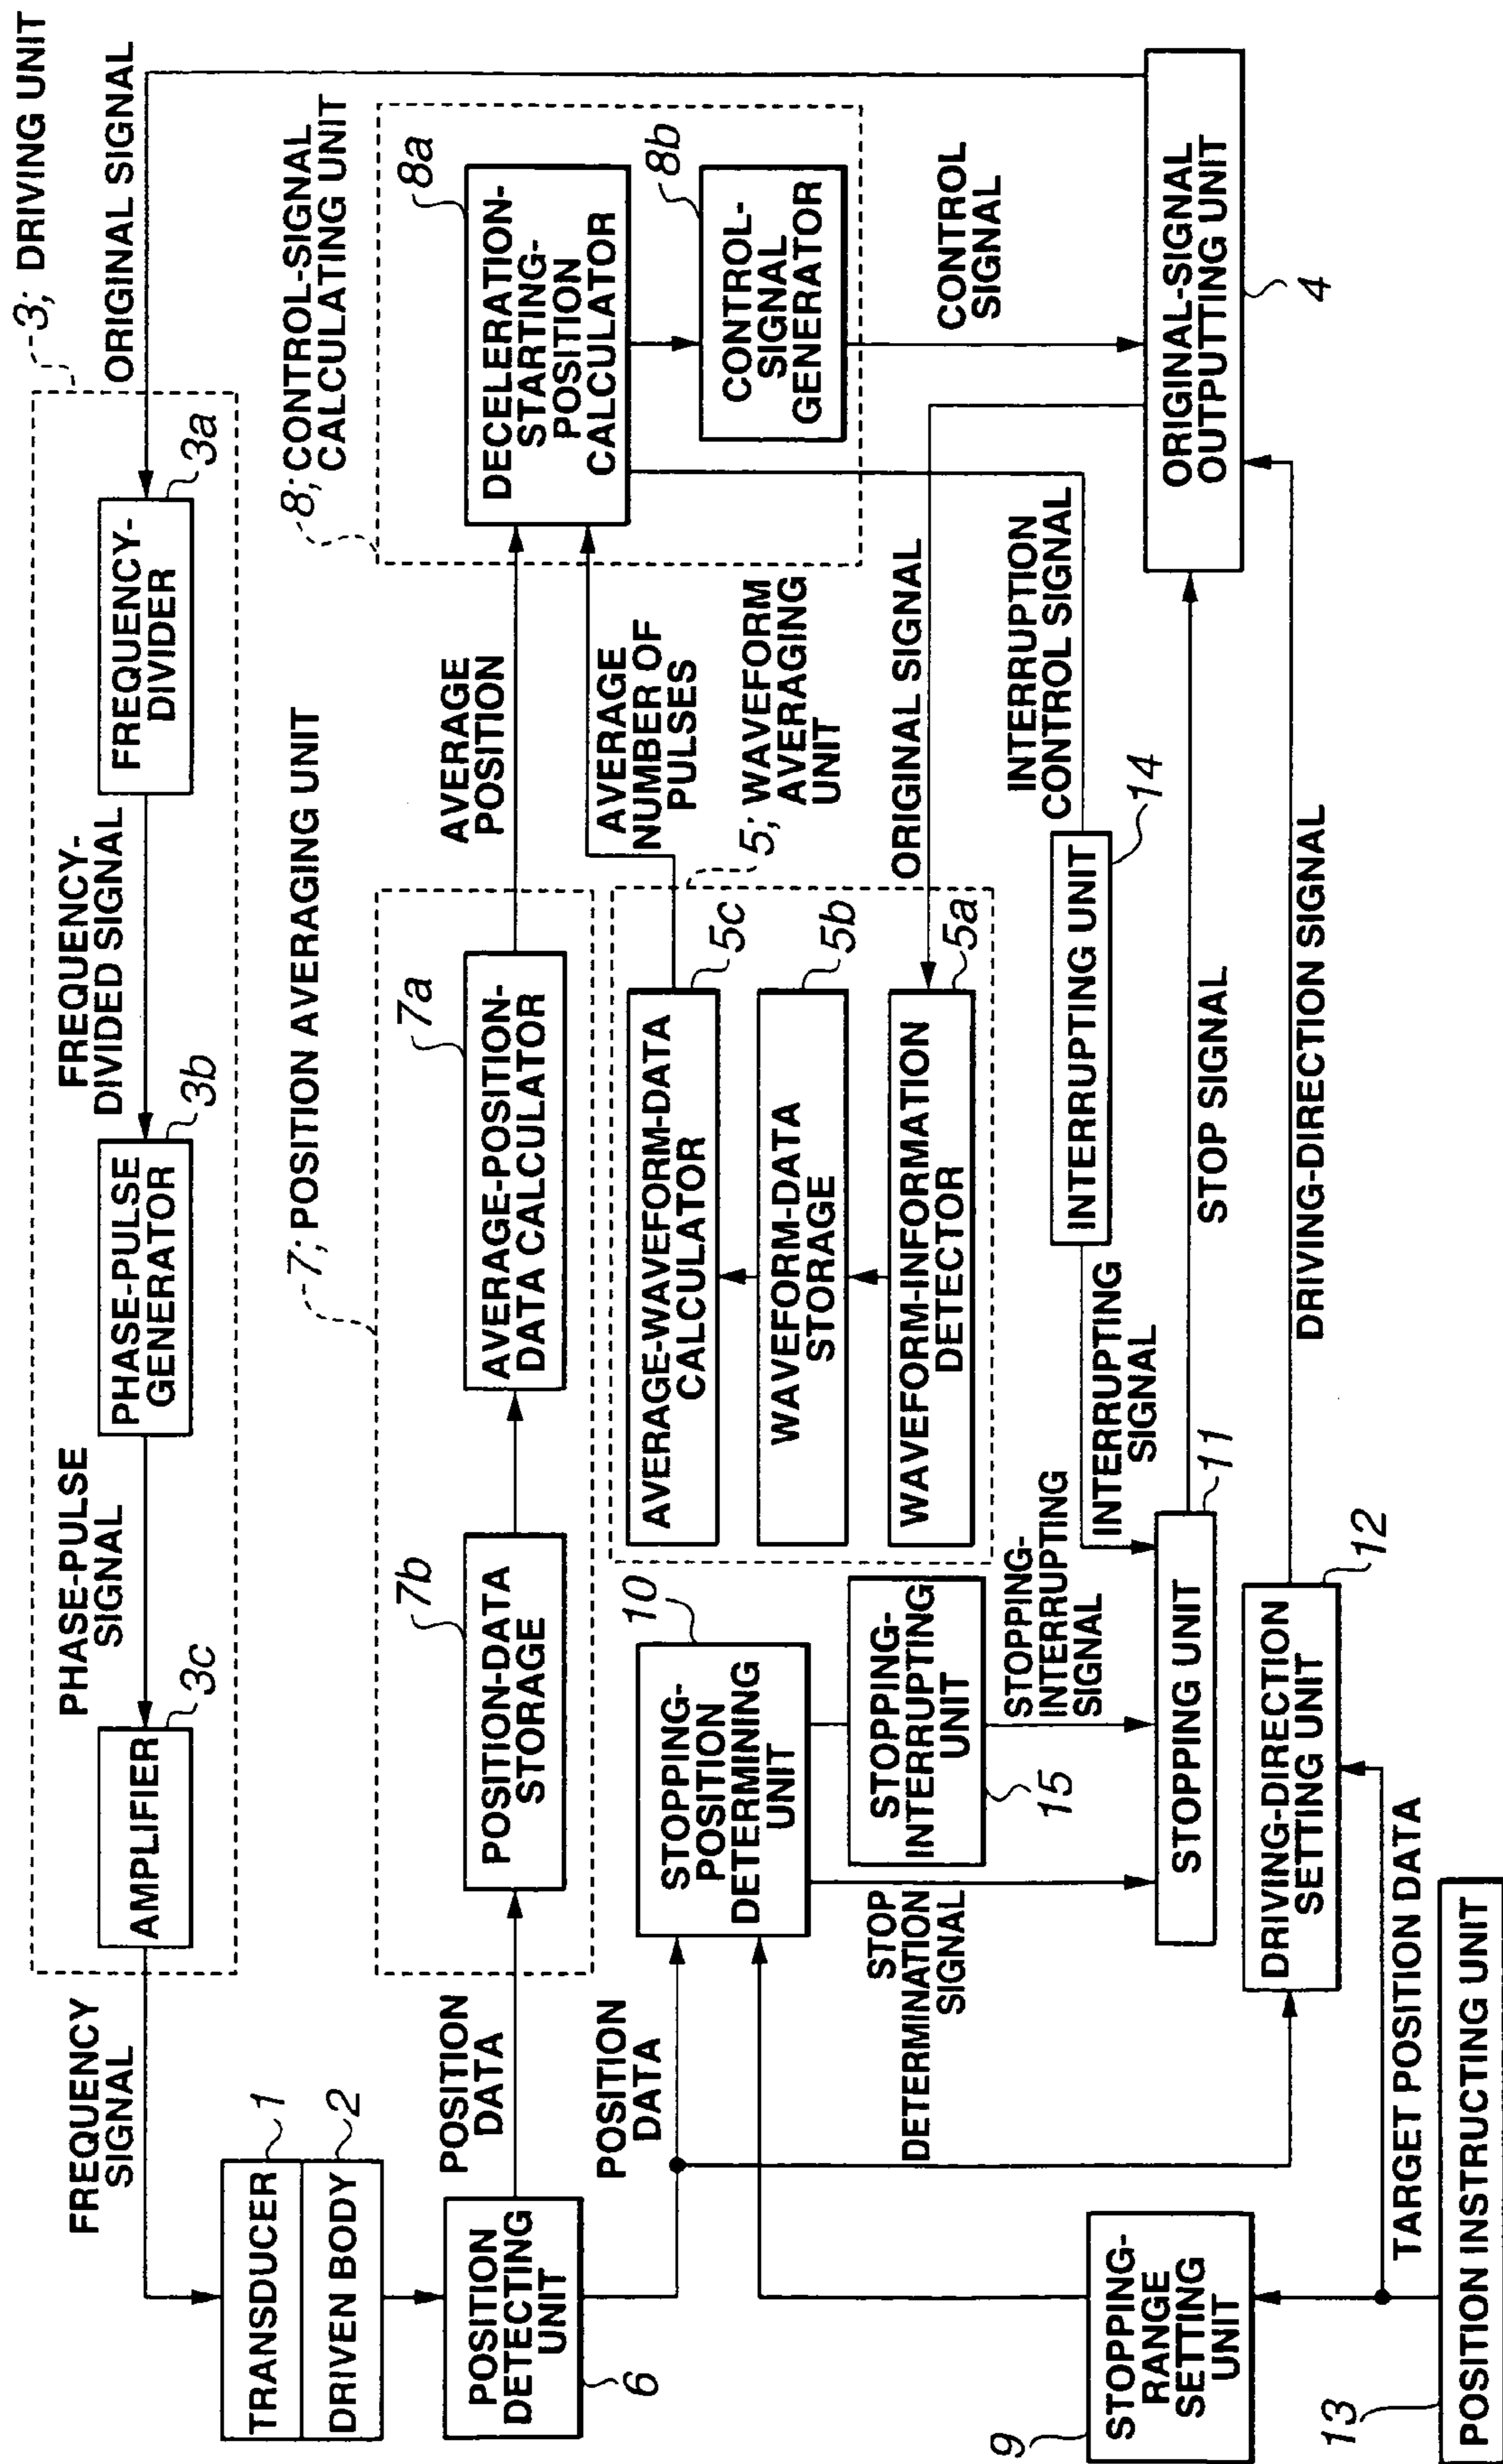 3; DRIVING UNIT
ORIGINAL SIGNAL
3a
FREQUENCY-
DIVIDER
FREQUENCY-
DIVIDED SIGNAL
3b
PHASE-PULSE
GENERATOR
PHASE-PULSE
SIGNAL
3c
AMPLIFIER
FREQUENCY
SIGNAL
TRANSDUCER
1
DRIVEN BODY
2
POSITION
DETECTING
UNIT
6
POSITION
DATA
7; POSITION AVERAGING UNIT
7b
POSITION-DATA
STORAGE
7a
AVERAGE-POSITION-
DATA CALCULATOR
AVERAGE
POSITION
8; CONTROL-SIGNAL
CALCULATING UNIT
8a
DECELERATION-
STARTING-
POSITION
CALCULATOR
8b
CONTROL-
SIGNAL
GENERATOR
CONTROL
SIGNAL
AVERAGE
NUMBER OF
PULSES
5; WAVEFORM
AVERAGING
UNIT
AVERAGE-WAVEFORM-DATA
CALCULATOR
5c
WAVEFORM-DATA
STORAGE
5b
WAVEFORM-INFORMATION
DETECTOR
5a
ORIGINAL SIGNAL
POSITION
DATA
10
STOPPING-
POSITION
DETERMINING
UNIT
STOPPING-
INTERRUPTING
UNIT
15
STOP
DETERMINATION
SIGNAL
STOPPING-
INTERRUPTING
SIGNAL
INTERRUPTING
SIGNAL
INTERRUPTING UNIT
14
INTERRUPTION
CONTROL SIGNAL
STOPPING UNIT
11
STOP SIGNAL
ORIGINAL-SIGNAL
OUTPUTTING UNIT
4
DRIVING-DIRECTION
SETTING UNIT
12
DRIVING-DIRECTION SIGNAL
STOPPING-
RANGE
SETTING
UNIT
9
TARGET POSITION DATA
13
POSITION INSTRUCTING UNIT